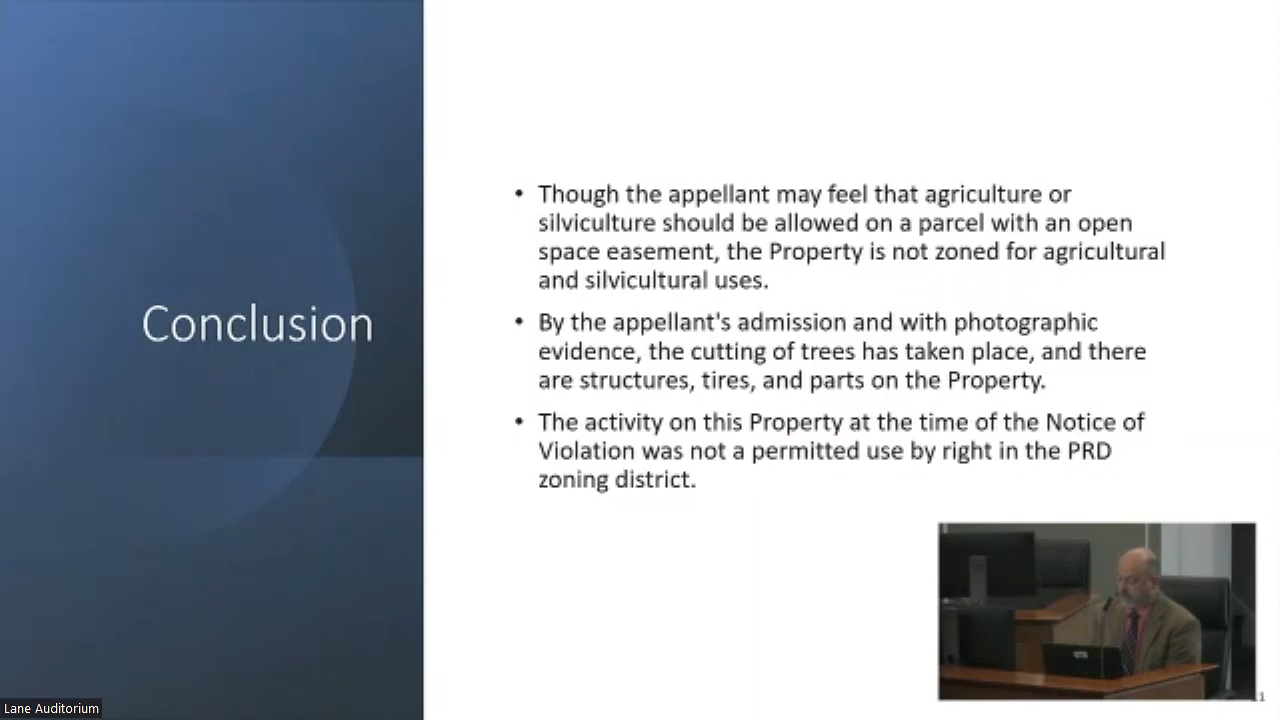 Conclusion
• Though the appellant may feel that agriculture or
silviculture should be allowed on a parcel with an open
space easement, the Property is not zoned for agricultural
and silvicultural uses.
• By the appellant's admission and with photographic
evidence, the cutting of trees has taken place, and there
are structures, tires, and parts on the Property.
• The activity on this Property at the time of the Notice of
Violation was not a permitted use by right in the PRD
zoning district.
Lane Auditorium